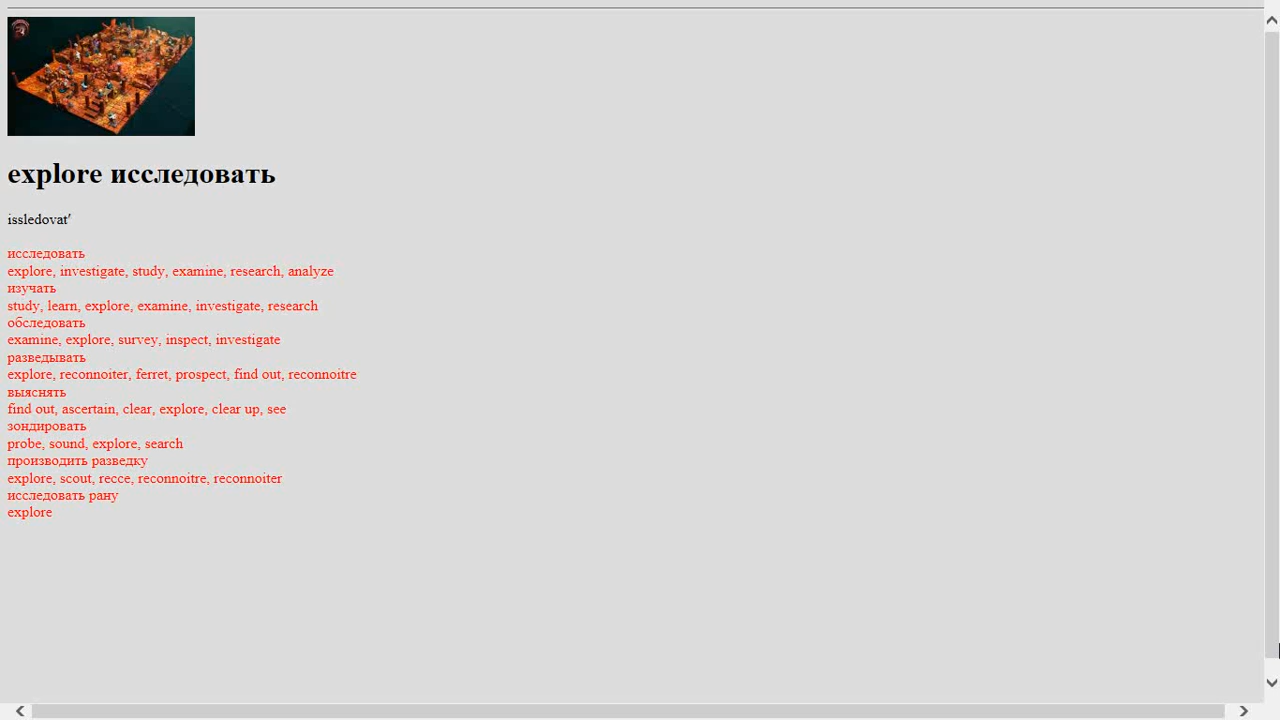 explore исследовать
issledovat′
исследовать
explore, investigate, study, examine, research, analyze
изучать
study, learn, explore, examine, investigate, research
обследовать
examine, explore, survey, inspect, investigate
разведывать
explore, reconnoiter, ferret, prospect, find out, reconnoitre
выяснять
find out, ascertain, clear, explore, clear up, see
зондировать
probe, sound, explore, search
производить разведку
explore, scout, recce, reconnoitre, reconnoiter
исследовать рану
explore